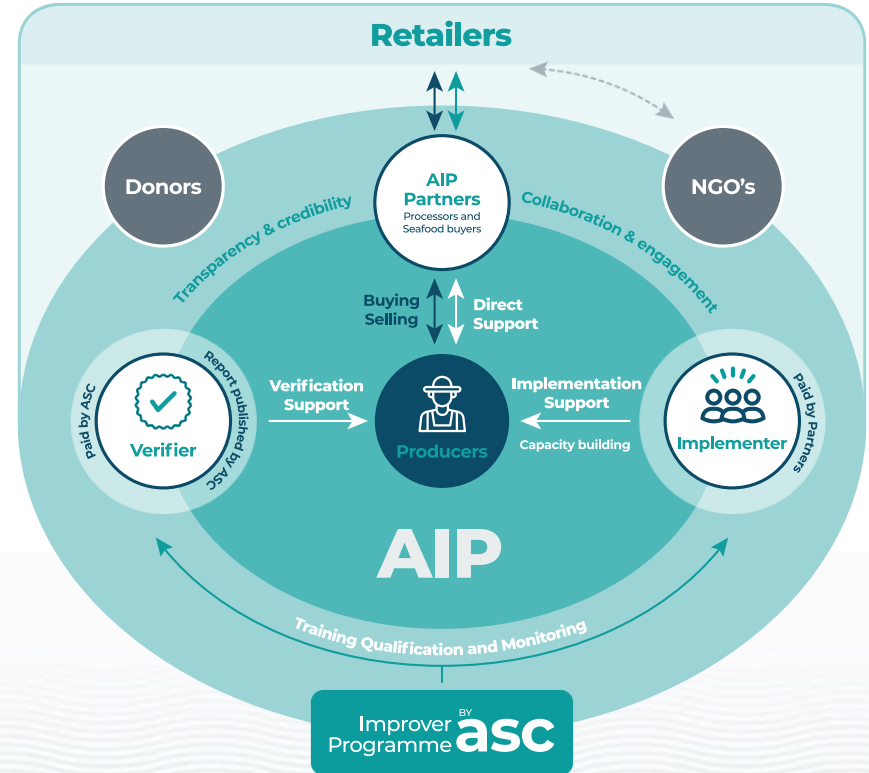 Retailers
Donors
AIP
Partners
Processors and
Seafood buyers
NGO's
Transparency & credibility
Collaboration & engagement
Buying
Selling
Direct
Support
Paid by ASC
Verifier
Report published by ASC
Verification
Support
Producers
Implementation
Support
Capacity building
Implementer
Paid by Partners
AIP
Training Qualification and Monitoring
Improver
Programme
BY
asc